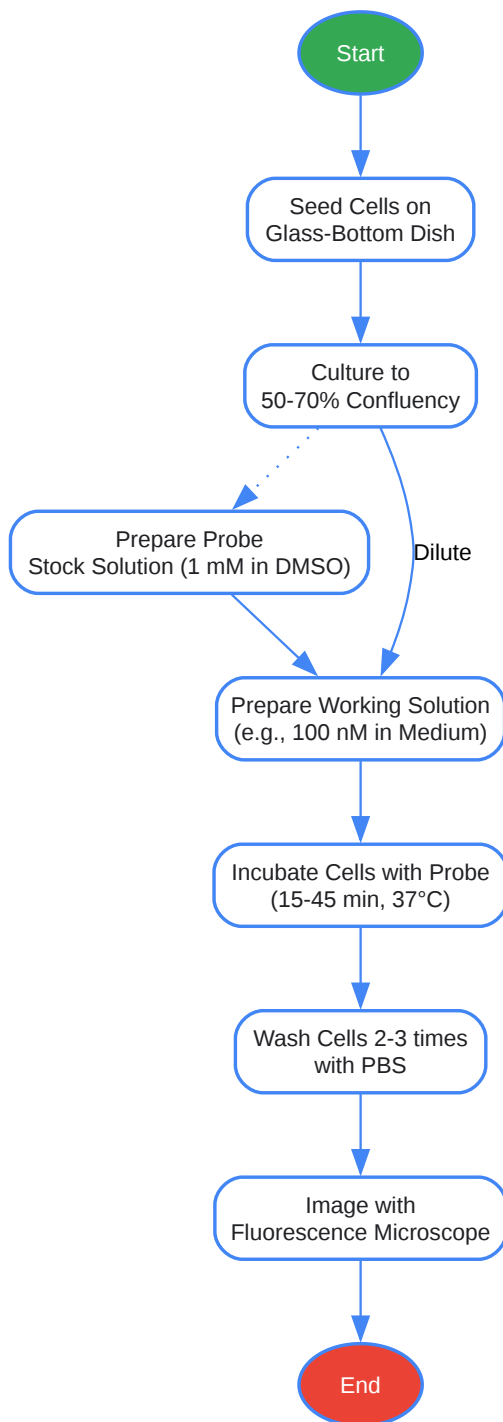 Start
Seed Cells on
Glass-Bottom Dish
Culture to
50-70% Confluency
Prepare Probe
Stock Solution (1 mM in DMSO)
Dilute
Prepare Working Solution
(e.g., 100 nM in Medium)
Incubate Cells with Probe
(15-45 min, 37°C)
Wash Cells 2-3 times
with PBS
Image with
Fluorescence Microscope
End